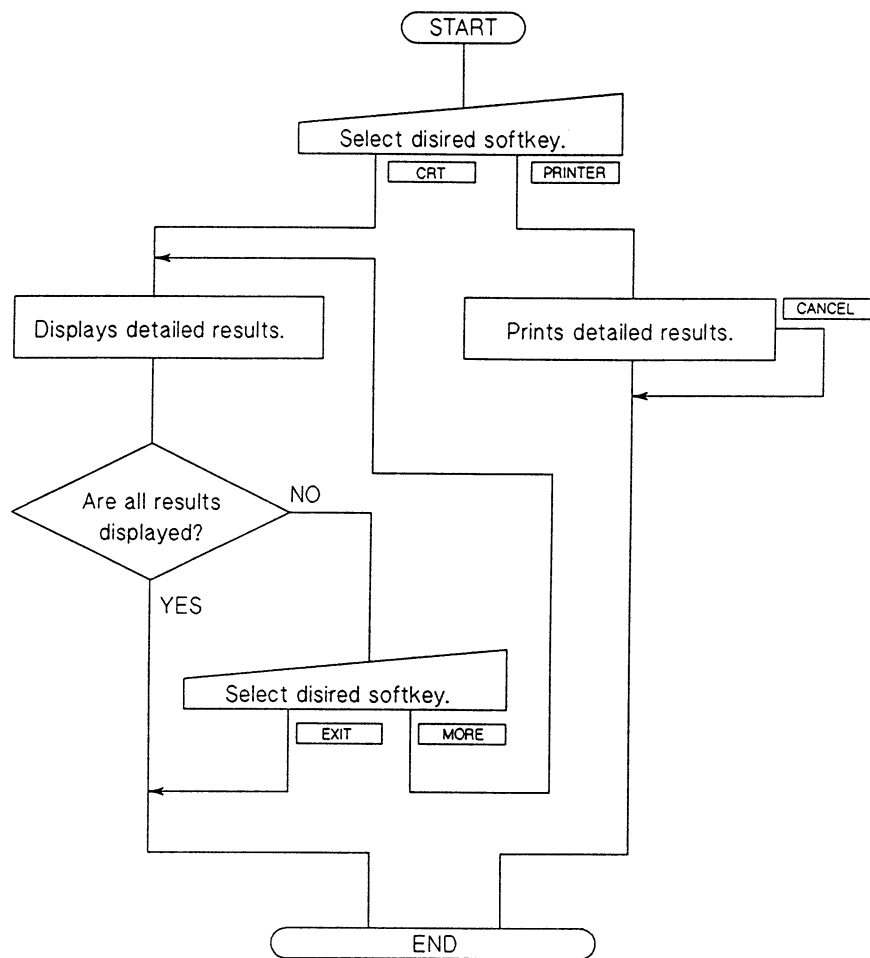 START
Select disired softkey.
CRT
PRINTER
Displays detailed results.
Prints detailed results.
CANCEL
Are all results
displayed?
NO
YES
Select disired softkey.
EXIT
MORE
END